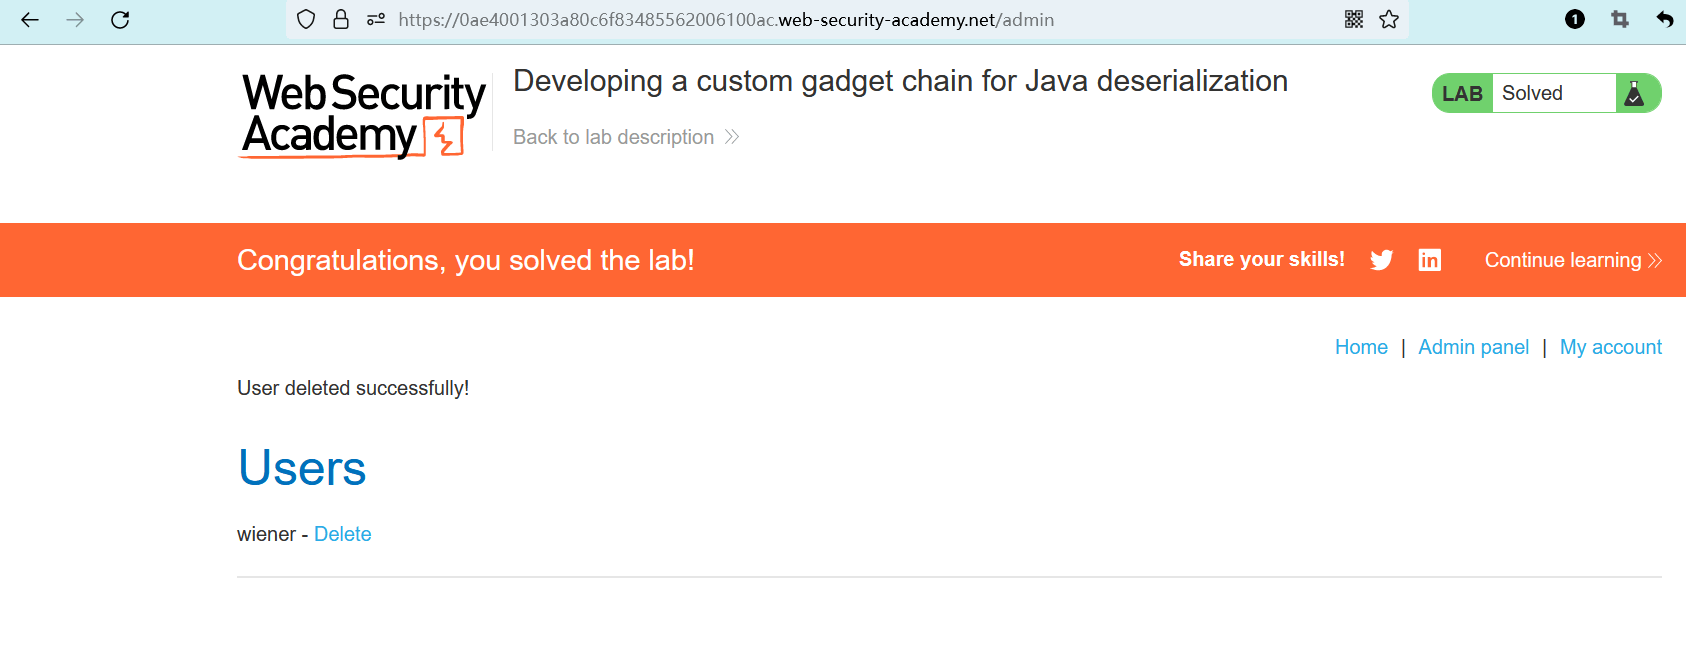 https://0ae4001303a80c6f83485562006100ac.web-security-academy.net/admin
1
Web Security
Academy
Developing a custom gadget chain for Java deserialization
Back to lab description
LAB Solved
Congratulations, you solved the lab!
Share your skills!
in
Continue learning
Home | Admin panel | My account
User deleted successfully!
Users
wiener - Delete